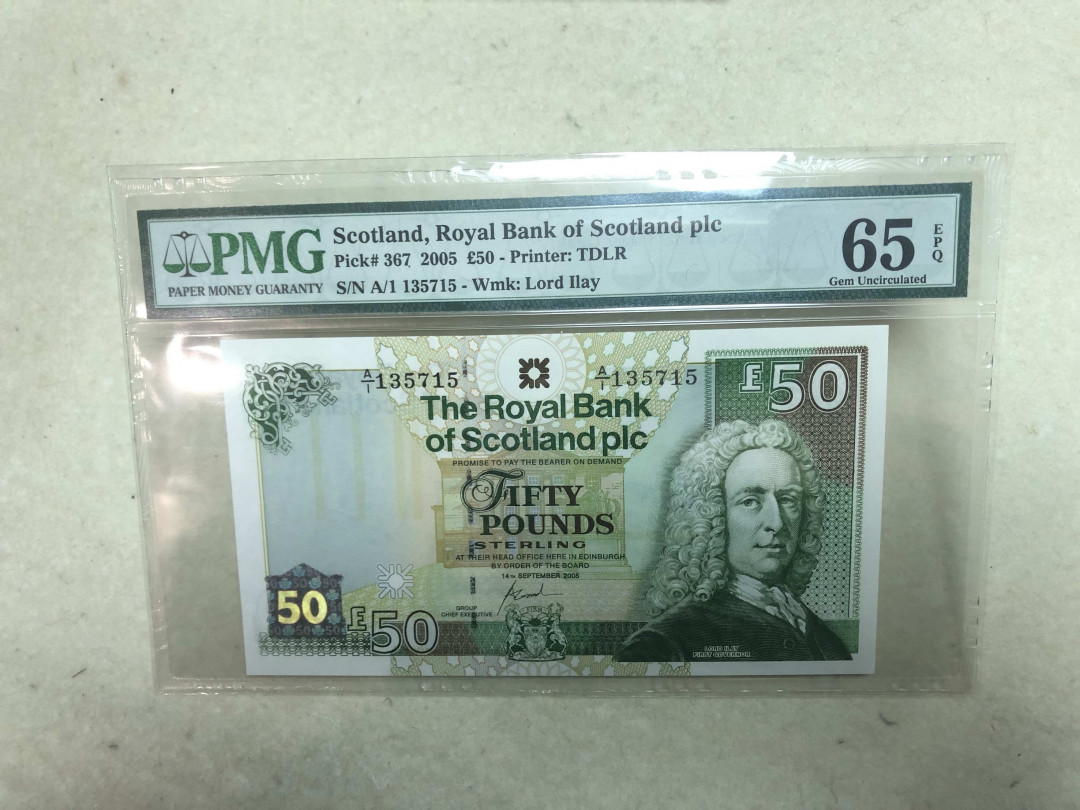 PMG
PAPER MONEY GUARANTY
Scotland, Royal Bank of Scotland plc
Pick# 367 2005 £50 - Printer: TDLR
S/N A/1 135715 - Wmk: Lord Ilay
65
EPQ
Gem Uncirculated
A/1 135715
A/1 135715
£50
The Royal Bank
of Scotland plc
PROMISE TO PAY THE BEARER ON DEMAND
FIFTY
POUNDS
STERLING
AT THEIR HEAD OFFICE HERE IN EDINBURGH
BY ORDER OF THE BOARD
14TH SEPTEMBER 2005
GROUP
CHIEF EXECUTIVE
50
£50
LORD ILAY
FIRST GOVERNOR